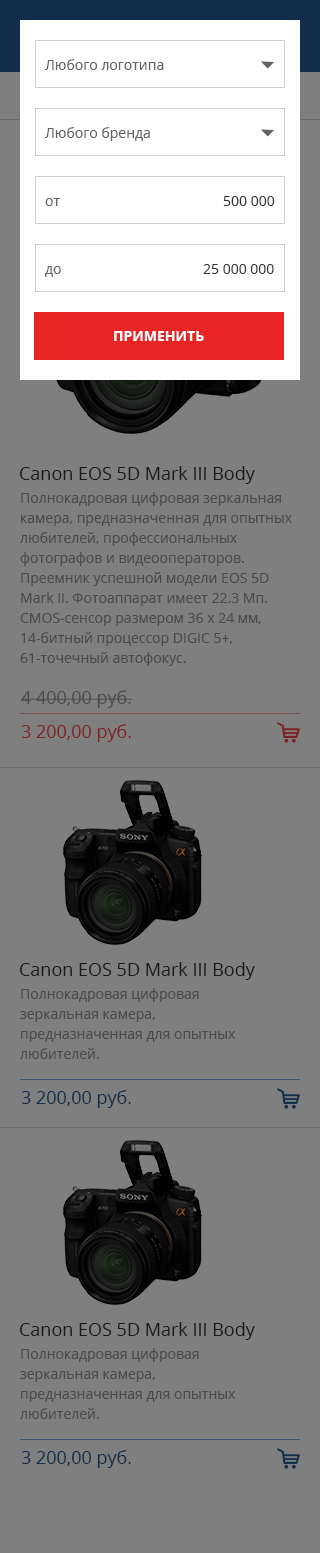 Любого логотипа
Любого бренда
от 500 000
до 25 000 000
ПРИМЕНИТЬ
Canon EOS 5D Mark III Body
Полнокадровая цифровая зеркальная
камера, предназначенная для опытных
любителей, профессиональных
фотографов и видеооператоров.
Преемник успешной модели EOS 5D
Mark II. Фотоаппарат имеет 22.3 Мп.
CMOS-сенсор размером 36 x 24 мм,
14-битный процессор DIGIC 5+,
61-точечный автофокус.
4 400,00 руб.
3 200,00 руб.
SONY
α
Canon EOS 5D Mark III Body
Полнокадровая цифровая
зеркальная камера,
предназначенная для опытных
любителей.
3 200,00 руб.
SONY
α
Canon EOS 5D Mark III Body
Полнокадровая цифровая
зеркальная камера,
предназначенная для опытных
любителей.
3 200,00 руб.